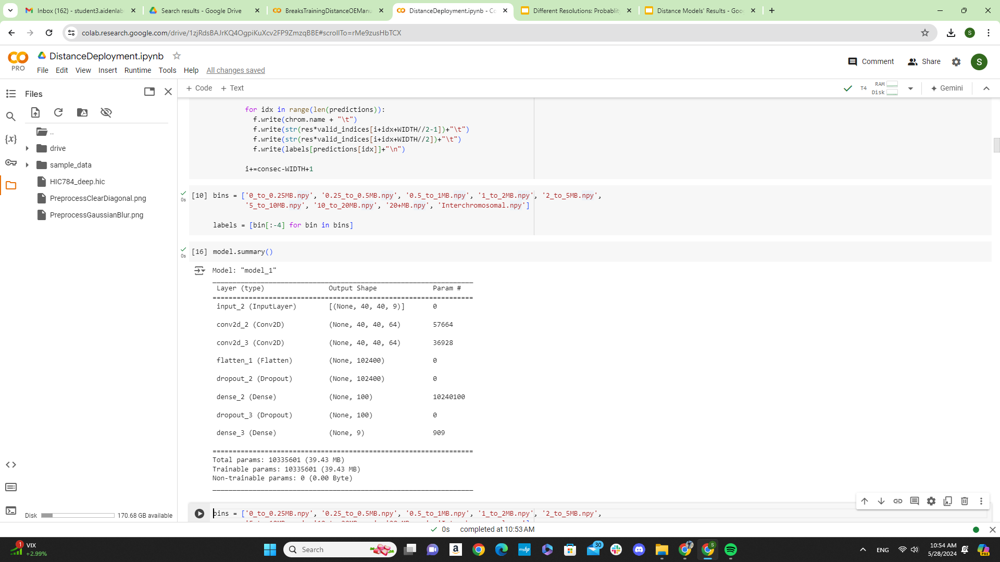 Inbox (162) - student3.aidenlab
Search results - Google Drive
BreaksTrainingDistanceOEManu
DistanceDeployment.ipynb - Co
Different Resolutions: Probablit
Distance Models' Results - Goo
colab.research.google.com/drive/1zjRdsBAJrKQ4OgpiKuXcv2FP9ZmzqBBE#scrollTo=rMe9zusHbTCX
S
PRO
DistanceDeployment.ipynb
File Edit View Insert Runtime Tools Help All changes saved
Comment Share S
Files
+ Code + Text
T4 RAM
Disk
Gemini
..
drive
sample_data
HIC784_deep.hic
PreprocessClearDiagonal.png
PreprocessGaussianBlur.png
{x}
for idx in range(len(predictions)):
f.write(chrom.name + "\t")
f.write(str(res*valid_indices[i+idx+WIDTH//2-1])+"\t")
f.write(str(res*valid_indices[i+idx+WIDTH//2])+"\t")
f.write(labels[predictions[idx]]+"\n")
i+=consec-WIDTH+1
0s
[10] bins = ['0_to_0.25MB.npy', '0.25_to_0.5MB.npy', '0.5_to_1MB.npy', '1_to_2MB.npy', '2_to_5MB.npy',
'5_to_10MB.npy', '10_to_20MB.npy', '20+MB.npy', 'Interchromosomal.npy']
labels = [bin[:-4] for bin in bins]
0s
[16] model.summary()
Model: "model_1"
Layer (type) Output Shape Param #
input_2 (InputLayer) [(None, 40, 40, 9)] 0
conv2d_2 (Conv2D) (None, 40, 40, 64) 57664
conv2d_3 (Conv2D) (None, 40, 40, 64) 36928
flatten_1 (Flatten) (None, 102400) 0
dropout_2 (Dropout) (None, 102400) 0
dense_2 (Dense) (None, 100) 10240100
dropout_3 (Dropout) (None, 100) 0
dense_3 (Dense) (None, 9) 909
Total params: 10335601 (39.43 MB)
Trainable params: 10335601 (39.43 MB)
Non-trainable params: 0 (0.00 Byte)
bins = ['0_to_0.25MB.npy', '0.25_to_0.5MB.npy', '0.5_to_1MB.npy', '1_to_2MB.npy', '2_to_5MB.npy',
Disk 170.68 GB available
0s completed at 10:53 AM
1
VIX
+2.99%
Search
30
S
ENG
10:54 AM
5/28/2024
PRE